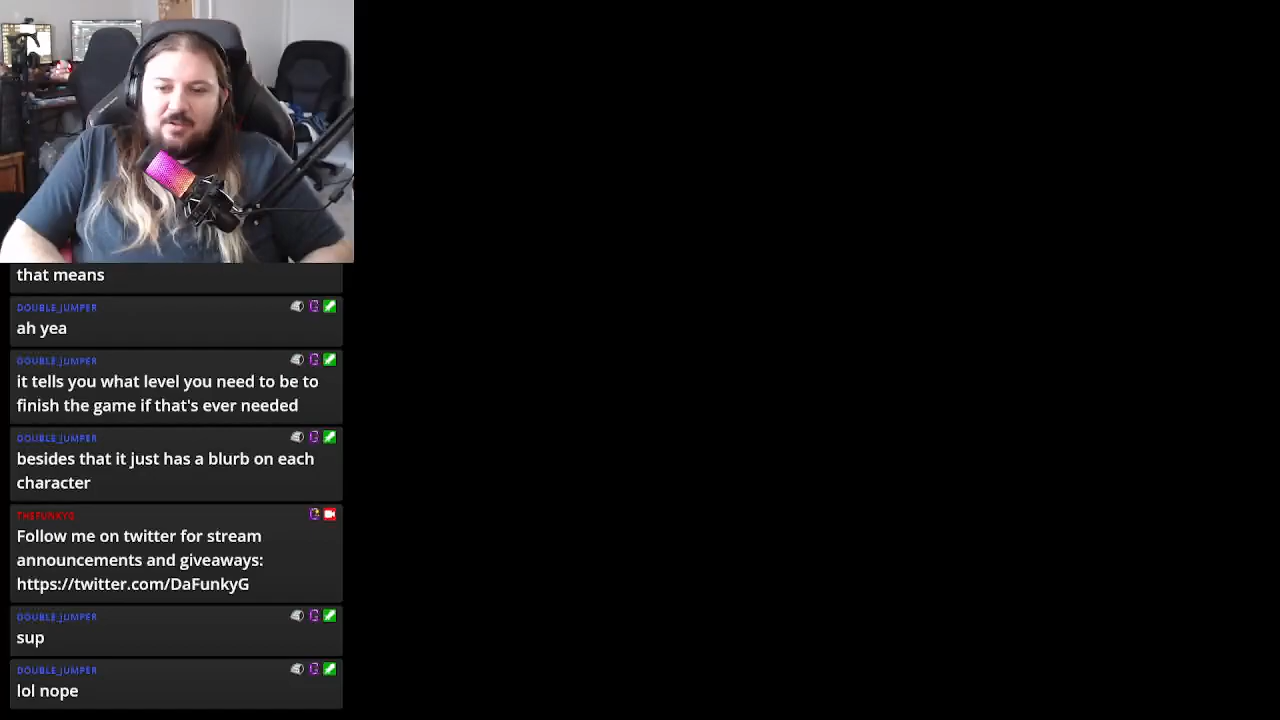 that means
DOUBLE_JUMPER
ah yea
DOUBLE_JUMPER
it tells you what level you need to be to
finish the game if that's ever needed
DOUBLE_JUMPER
besides that it just has a blurb on each
character
THEFUNKYG
Follow me on twitter for stream
announcements and giveaways:
https://twitter.com/DaFunkyG
DOUBLE_JUMPER
sup
DOUBLE_JUMPER
lol nope